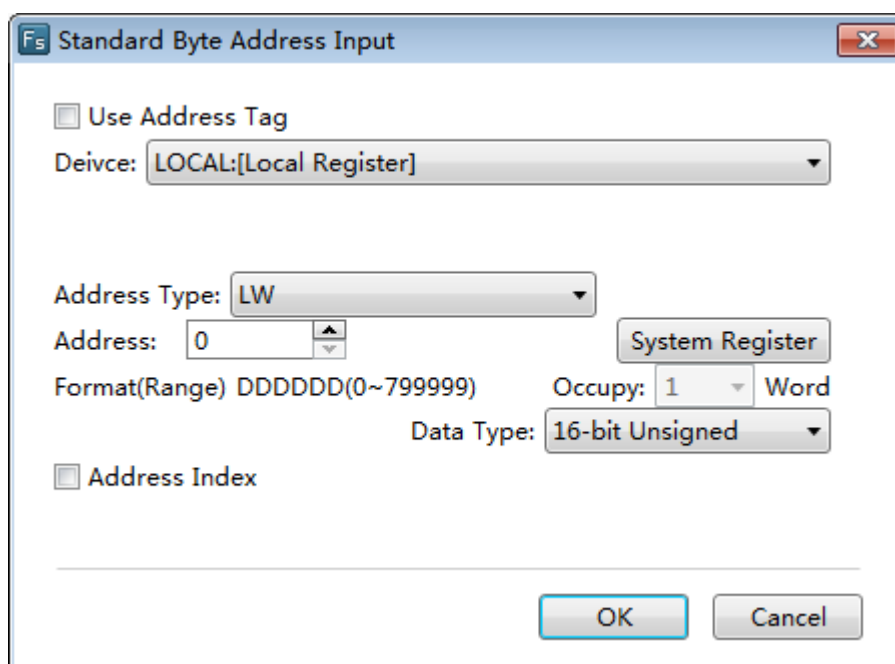 Fs Standard Byte Address Input
Use Address Tag
Deivce: LOCAL:[Local Register]
Address Type: LW
Address: 0 System Register
Format(Range) DDDDDD(0~799999) Occupy: 1 Word
Data Type: 16-bit Unsigned
Address Index
OK Cancel